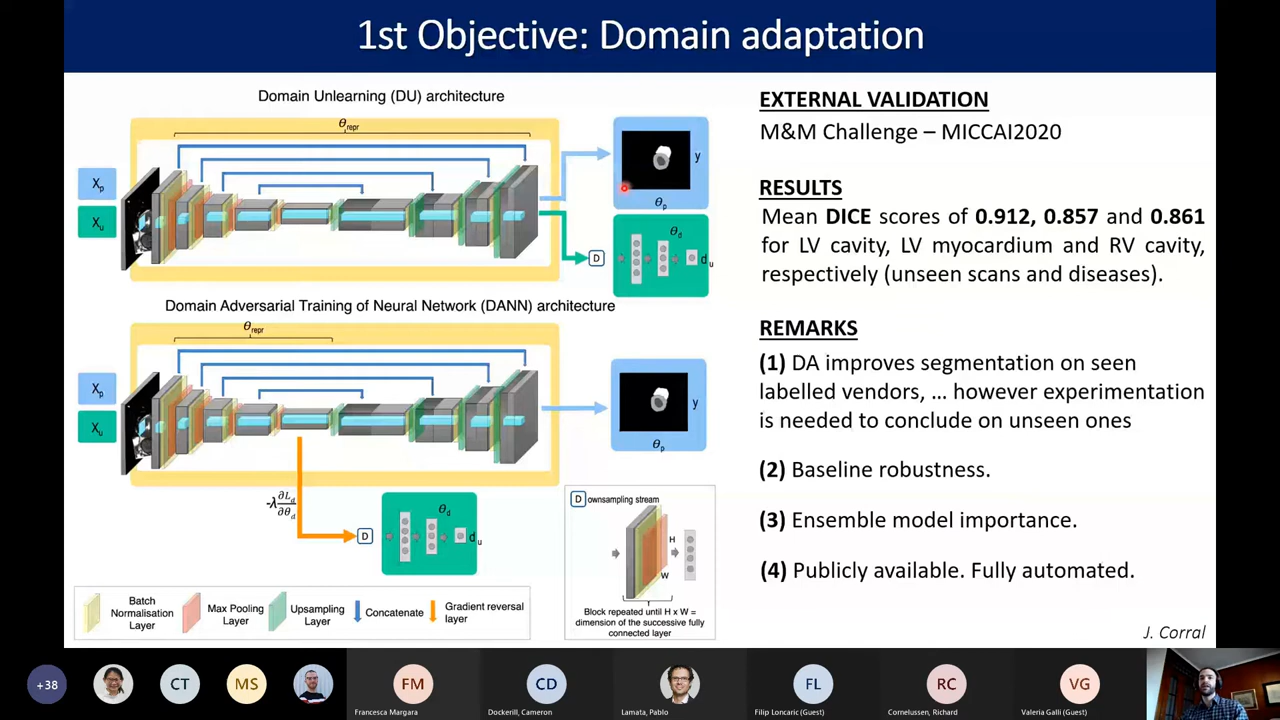 1st Objective: Domain adaptation
Domain Unlearning (DU) architecture
θrepr
Xp
Xu
y
θp
θd
D
du
Domain Adversarial Training of Neural Network (DANN) architecture
θrepr
Xp
Xu
y
θp
-λ ∂Ld/∂θd
D
θd
du
D ownsampling stream
H
W
Block repeated until H x W =
dimension of the successive fully
connected layer
Batch
Normalisation
Layer
Max Pooling
Layer
Upsampling
Layer
Concatenate
Gradient reversal
layer
EXTERNAL VALIDATION
M&M Challenge – MICCAI2020
RESULTS
Mean DICE scores of 0.912, 0.857 and 0.861
for LV cavity, LV myocardium and RV cavity,
respectively (unseen scans and diseases).
REMARKS
(1) DA improves segmentation on seen
labelled vendors, … however experimentation
is needed to conclude on unseen ones
(2) Baseline robustness.
(3) Ensemble model importance.
(4) Publicly available. Fully automated.
J. Corral
+38
CT
MS
FM
Francesca Margara
CD
Dockerill, Cameron
Lamata, Pablo
FL
Filip Loncaric (Guest)
RC
Cornelussen, Richard
VG
Valeria Galli (Guest)